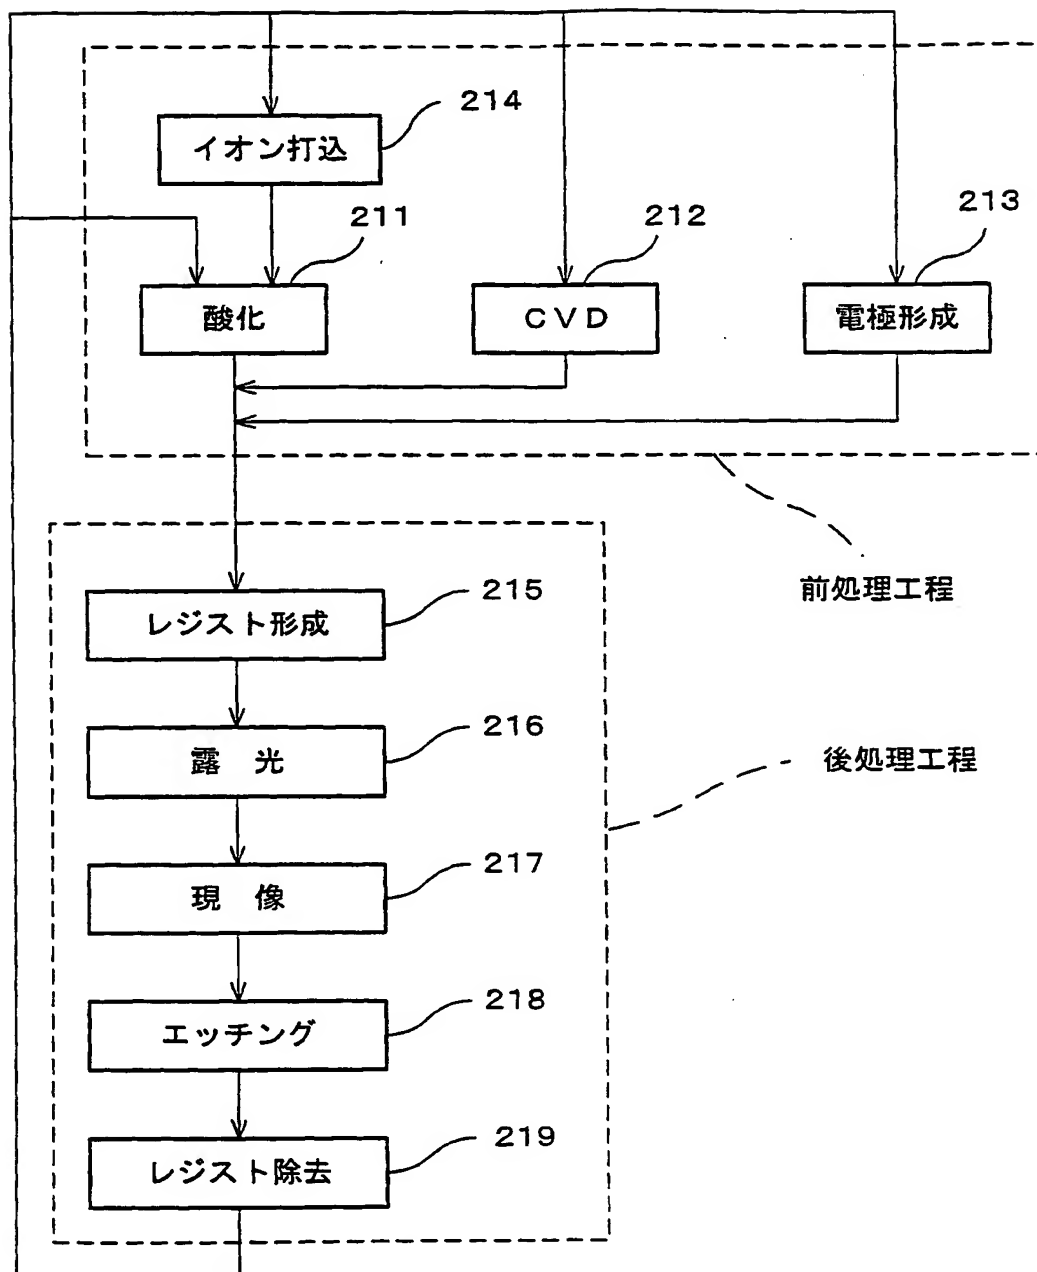 214
イオン打込
211
212
213
酸化
CVD
電極形成
前処理工程
215
レジスト形成
216
露 光
後処理工程
217
現 像
218
エッチング
219
レジスト除去